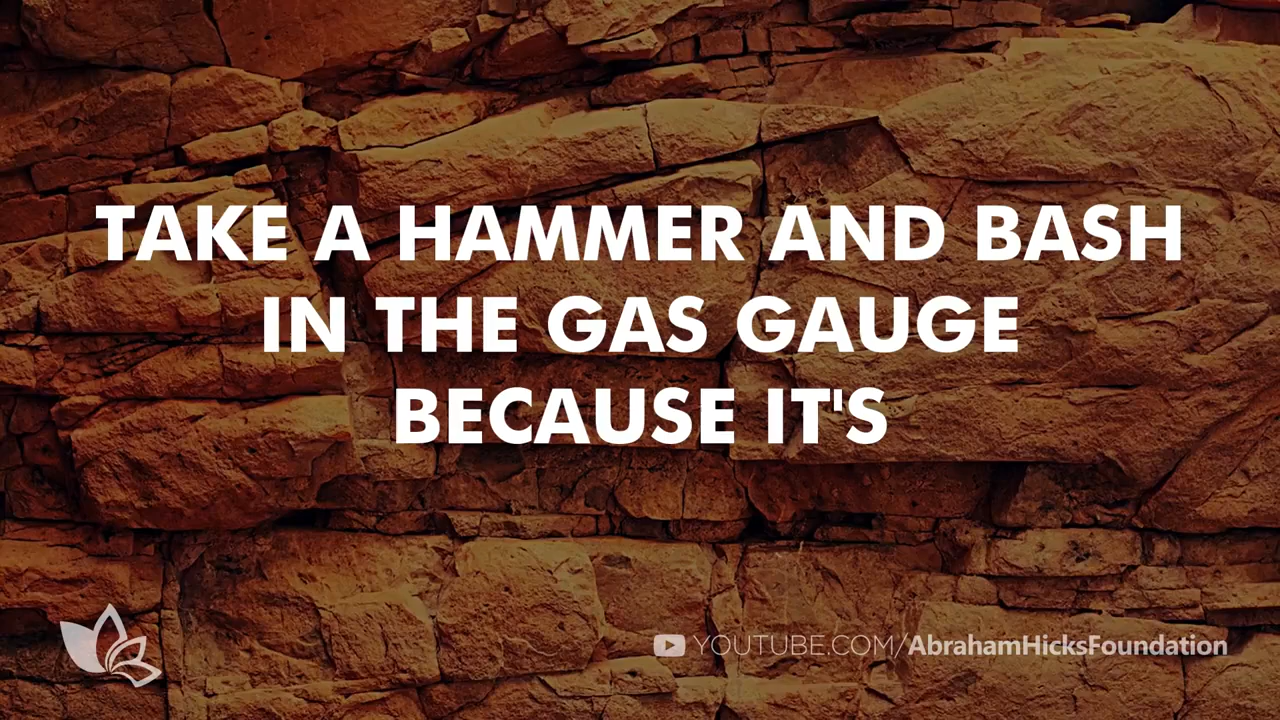 TAKE A HAMMER AND BASH
IN THE GAS GAUGE
BECAUSE IT'S
YOUTUBE.COM/AbrahamHicksFoundation